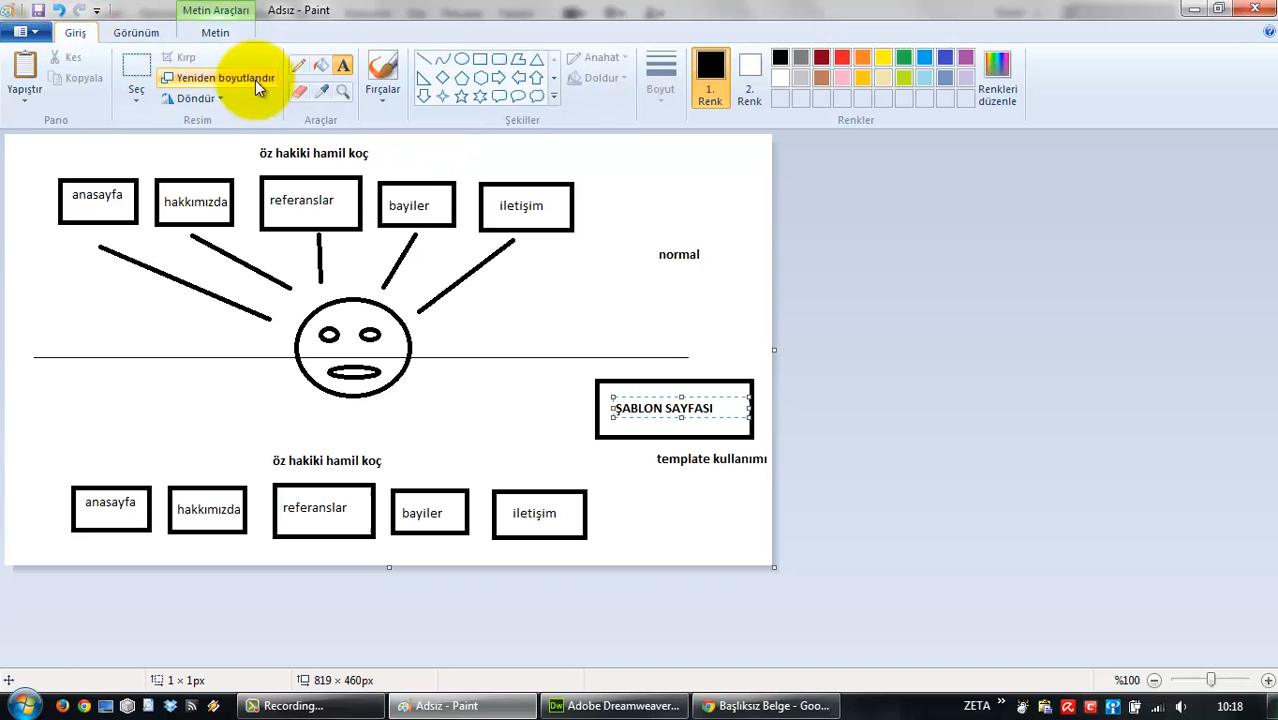 Metin Araçları
Adsız - Paint
Giriş
Görünüm
Metin
Yapıştır
Kes
Kopyala
Pano
Seç
Kırp
Yeniden boyutlandır
Döndür
Resim
A
Araçlar
Fırçalar
Anahat
Doldur
Şekiller
Boyut
1.
Renk
2.
Renk
Renkleri
düzenle
Renkler
öz hakiki hamil koç
anasayfa
hakkımızda
referanslar
bayiler
iletişim
normal
ŞABLON SAYFASI
template kullanımı
öz hakiki hamil koç
anasayfa
hakkımızda
referanslar
bayiler
iletişim
1 × 1px
819 × 460px
%100
Recording...
Adsız - Paint
Dw Adobe Dreamweaver...
Başlıksız Belge - Goo...
ZETA
10:18